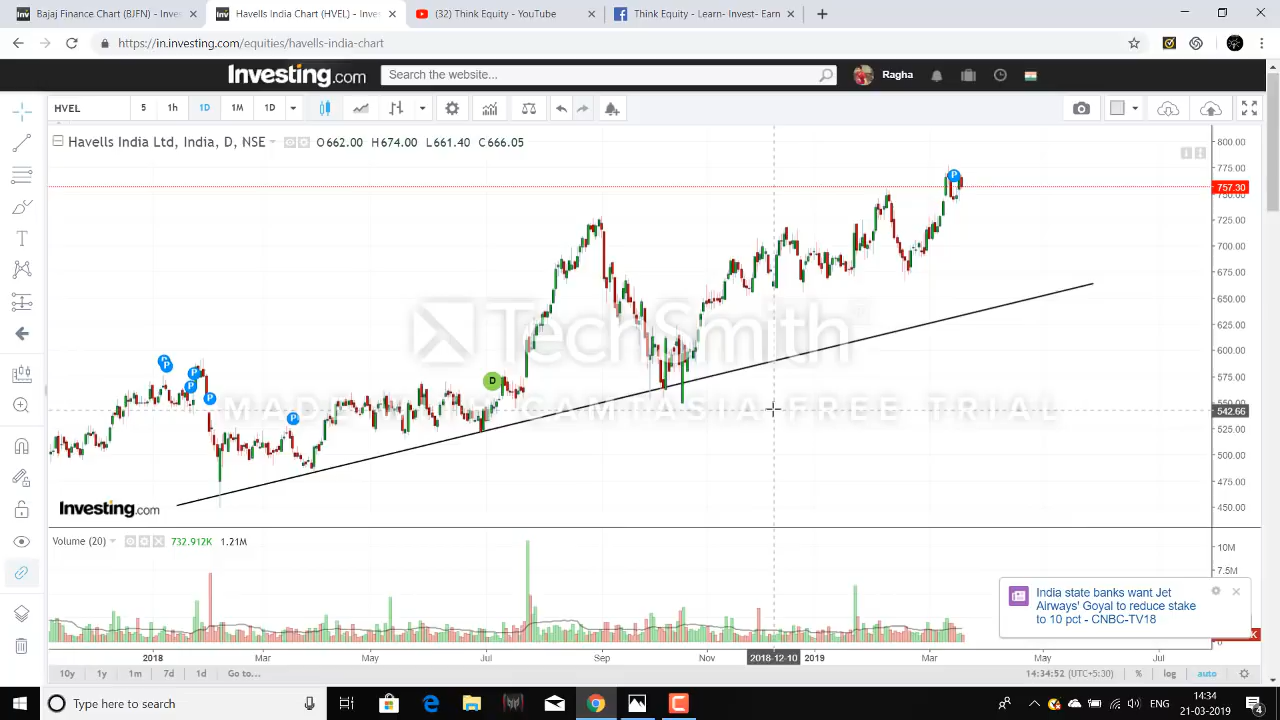 Bajaj Finance Chart (BJFN) - Inves
Havells India Ltd Chart (HVEL) - I
(32) Think Equity - YouTube
Think Equity - Learn- Invest- Earn
https://in.investing.com/equities/havells-india-chart
Investing.com
Search the website...
Ragha
HVEL
5
1h
1D
1M
1D
Havells India Ltd, India, D, NSE
O662.00 H674.00 L661.40 C666.05
800.00
775.00
757.30
725.00
700.00
675.00
650.00
625.00
600.00
575.00
542.66
525.00
500.00
475.00
450.00
P
P
P
P
P
P
D
P
TechSmith
MADE WITH CAMTASIA FREE TRIAL
Investing.com
Volume (20)
732.912K
1.21M
10M
7.5M
India state banks want Jet
Airways' Goyal to reduce stake
to 10 pct - CNBC-TV18
2018
Mar
May
Jul
Sep
Nov
2018-12-10
2019
Mar
May
Jul
10y
1y
1m
7d
1d
Go to...
14:34:52 (UTC+5:30)
%
log
auto
Type here to search
ENG
14:34
21-03-2019
4